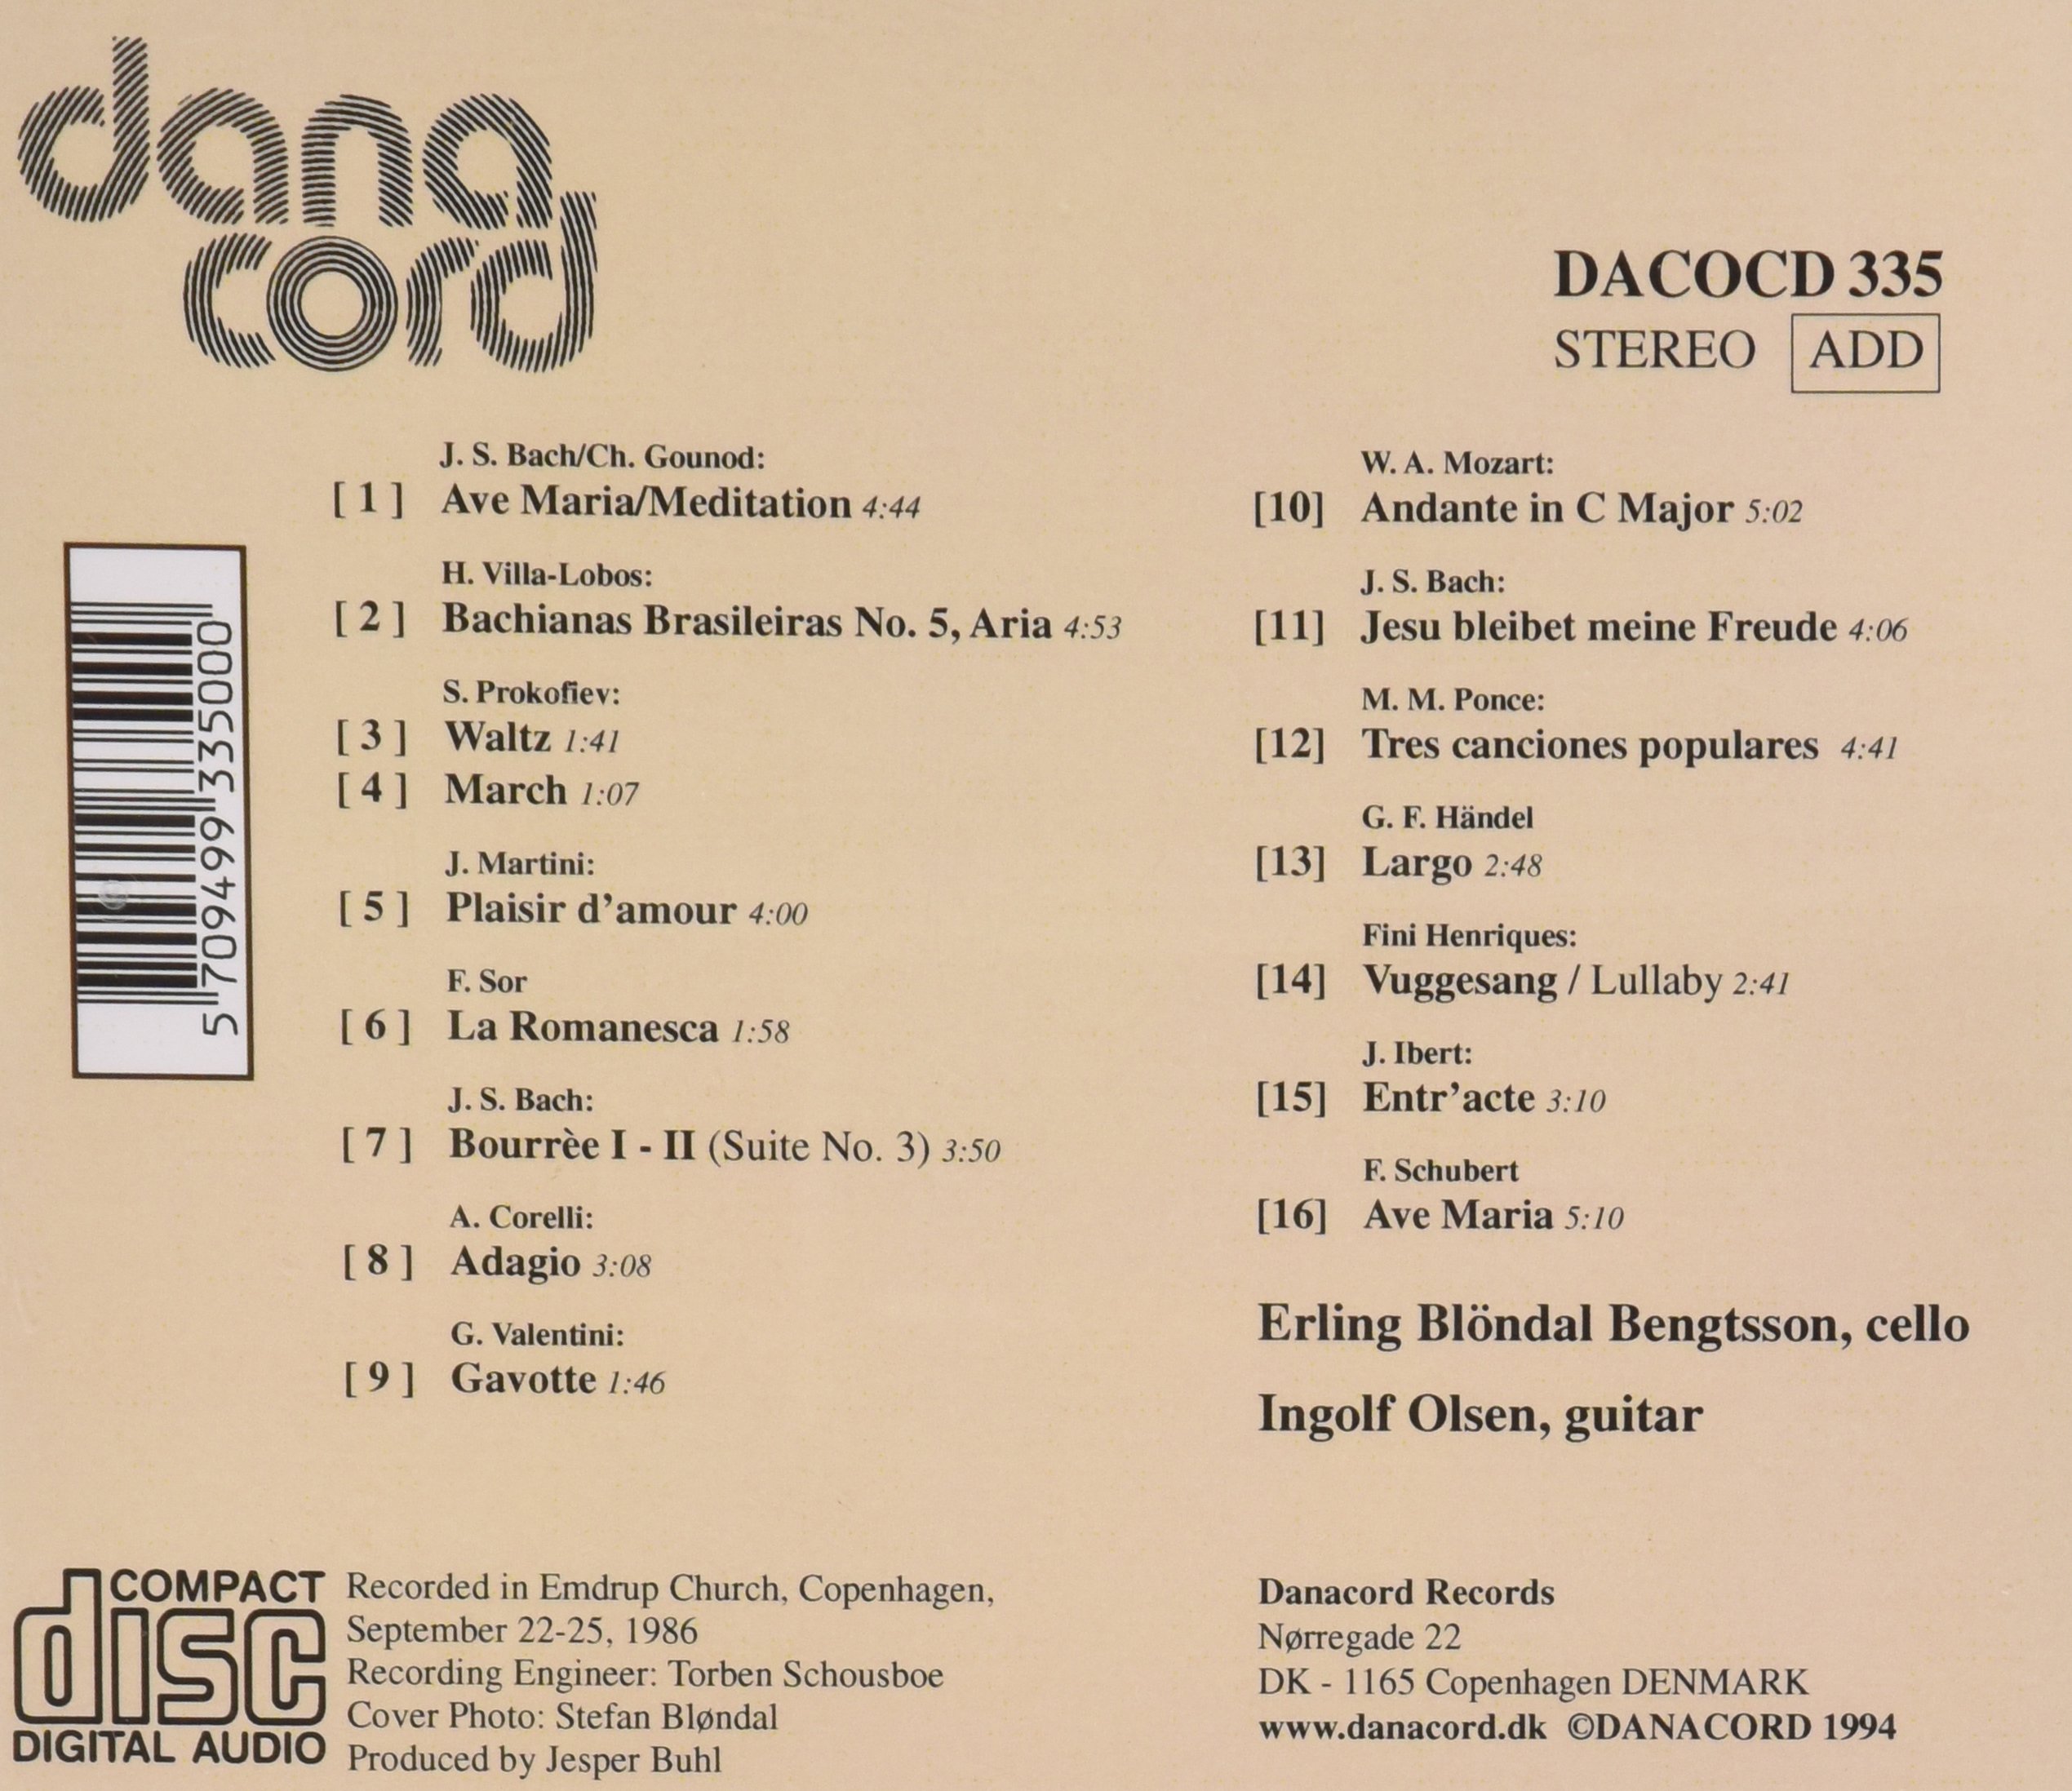 dana
cord
DACOCD 335
STEREO ADD
5 709499 335000
J. S. Bach/Ch. Gounod:
[ 1 ] Ave Maria/Meditation 4:44
H. Villa-Lobos:
[ 2 ] Bachianas Brasileiras No. 5, Aria 4:53
S. Prokofiev:
[ 3 ] Waltz 1:41
[ 4 ] March 1:07
J. Martini:
[ 5 ] Plaisir d’amour 4:00
F. Sor
[ 6 ] La Romanesca 1:58
J. S. Bach:
[ 7 ] Bourrèe I - II (Suite No. 3) 3:50
A. Corelli:
[ 8 ] Adagio 3:08
G. Valentini:
[ 9 ] Gavotte 1:46
W. A. Mozart:
[10] Andante in C Major 5:02
J. S. Bach:
[11] Jesu bleibet meine Freude 4:06
M. M. Ponce:
[12] Tres canciones populares 4:41
G. F. Händel
[13] Largo 2:48
Fini Henriques:
[14] Vuggesang / Lullaby 2:41
J. Ibert:
[15] Entr’acte 3:10
F. Schubert
[16] Ave Maria 5:10
Erling Blöndal Bengtsson, cello
Ingolf Olsen, guitar
COMPACT
disc
DIGITAL AUDIO
Recorded in Emdrup Church, Copenhagen,
September 22-25, 1986
Recording Engineer: Torben Schousboe
Cover Photo: Stefan Bløndal
Produced by Jesper Buhl
Danacord Records
Nørregade 22
DK - 1165 Copenhagen DENMARK
www.danacord.dk ©DANACORD 1994